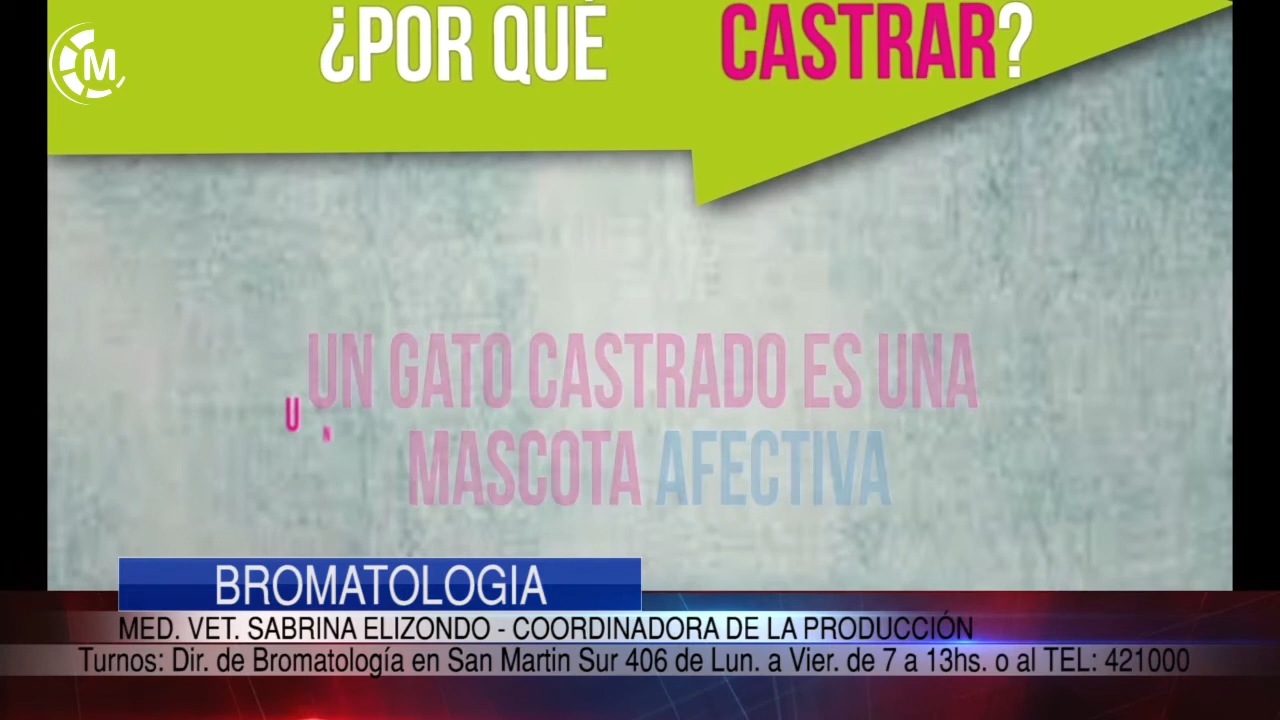 ¿POR QUÉ CASTRAR?
M
UN GATO CASTRADO ES UNA
MASCOTA AFECTIVA
U
N
BROMATOLOGIA
MED. VET. SABRINA ELIZONDO - COORDINADORA DE LA PRODUCCIÓN
Turnos: Dir. de Bromatología en San Martin Sur 406 de Lun. a Vier. de 7 a 13hs. o al TEL: 421000